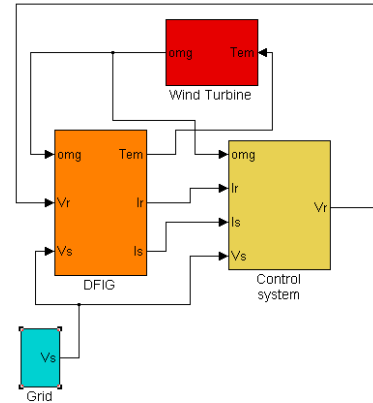 omg Tem
Wind Turbine
omg Tem
Vr Ir
Vs Is
DFIG
omg
Ir
Is
Vs
Vr
Control
system
Vs
Grid